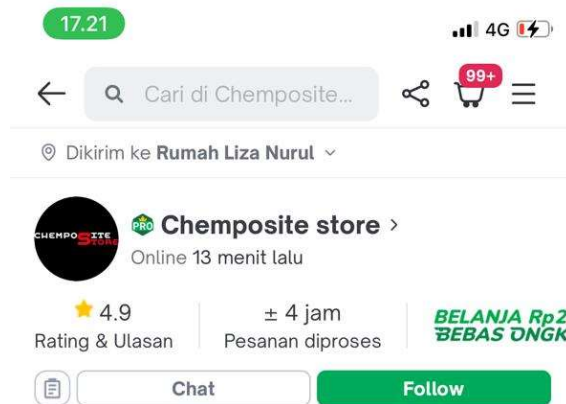 17.21
4G
99+
Cari di Chemposite...
Dikirim ke Rumah Liza Nurul
CHEMPOSITE
STORE
PRO Chemposite store
Online 13 menit lalu
4.9
Rating & Ulasan
± 4 jam
Pesanan diproses
BELANJA Rp2
BEBAS ONGK
Chat
Follow